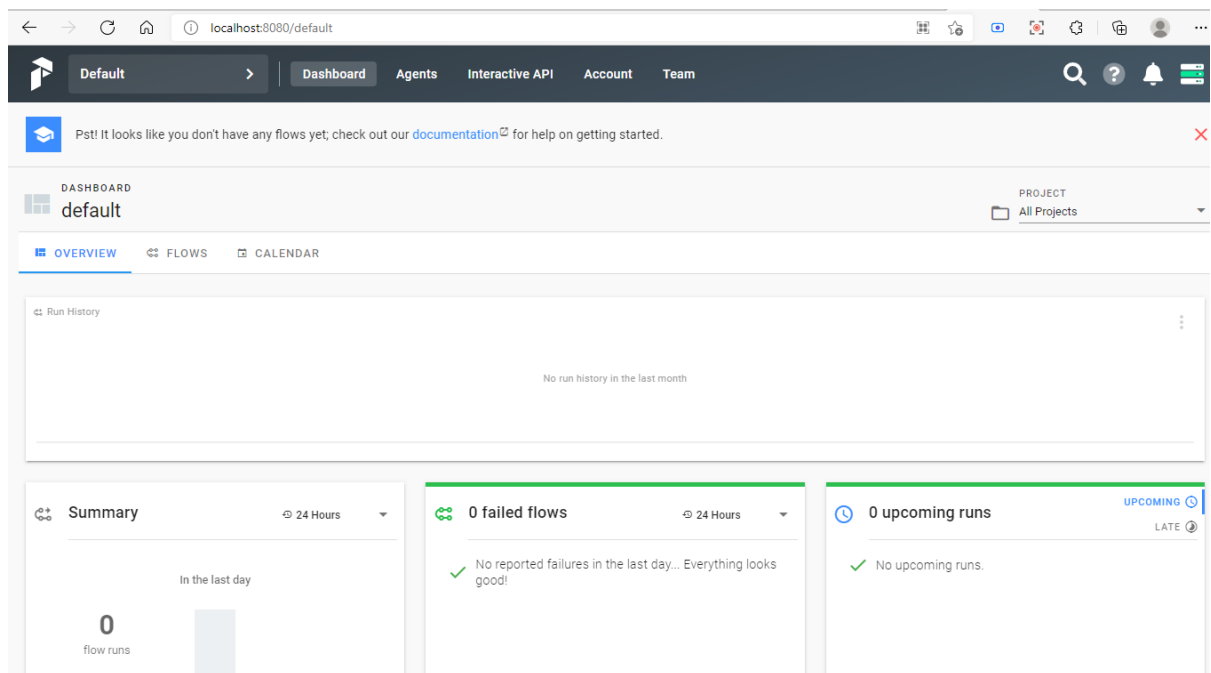 localhost:8080/default
Default
Dashboard
Agents
Interactive API
Account
Team
Pst! It looks like you don't have any flows yet; check out our documentation for help on getting started.
DASHBOARD
default
PROJECT
All Projects
OVERVIEW
FLOWS
CALENDAR
Run History
No run history in the last month
Summary
24 Hours
In the last day
0
flow runs
0 failed flows
24 Hours
No reported failures in the last day... Everything looks
good!
0 upcoming runs
UPCOMING
LATE
No upcoming runs.